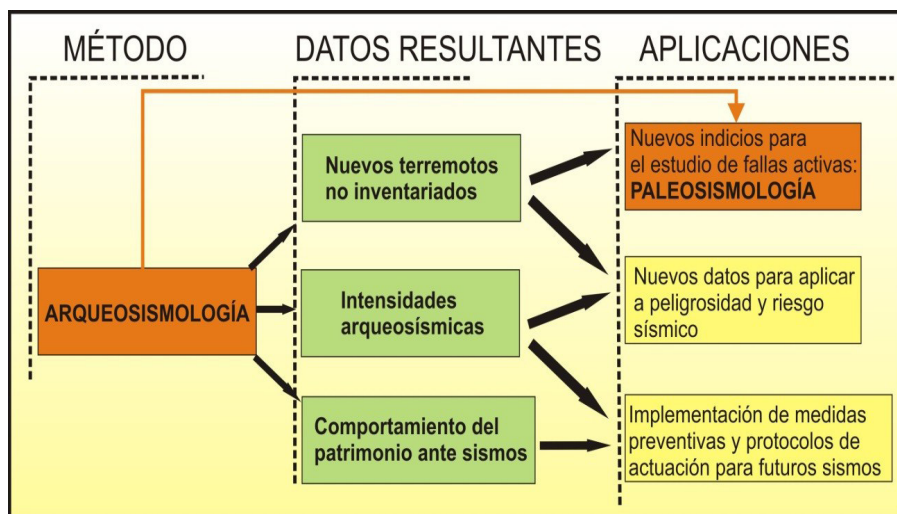 MÉTODO
DATOS RESULTANTES
APLICACIONES
ARQUEOSISMOLOGÍA
Nuevos terremotos
no inventariados
Intensidades
arqueosísmicas
Comportamiento del
patrimonio ante sismos
Nuevos indicios para
el estudio de fallas activas:
PALEOSISMOLOGÍA
Nuevos datos para aplicar
a peligrosidad y riesgo
sísmico
Implementación de medidas
preventivas y protocolos de
actuación para futuros sismos